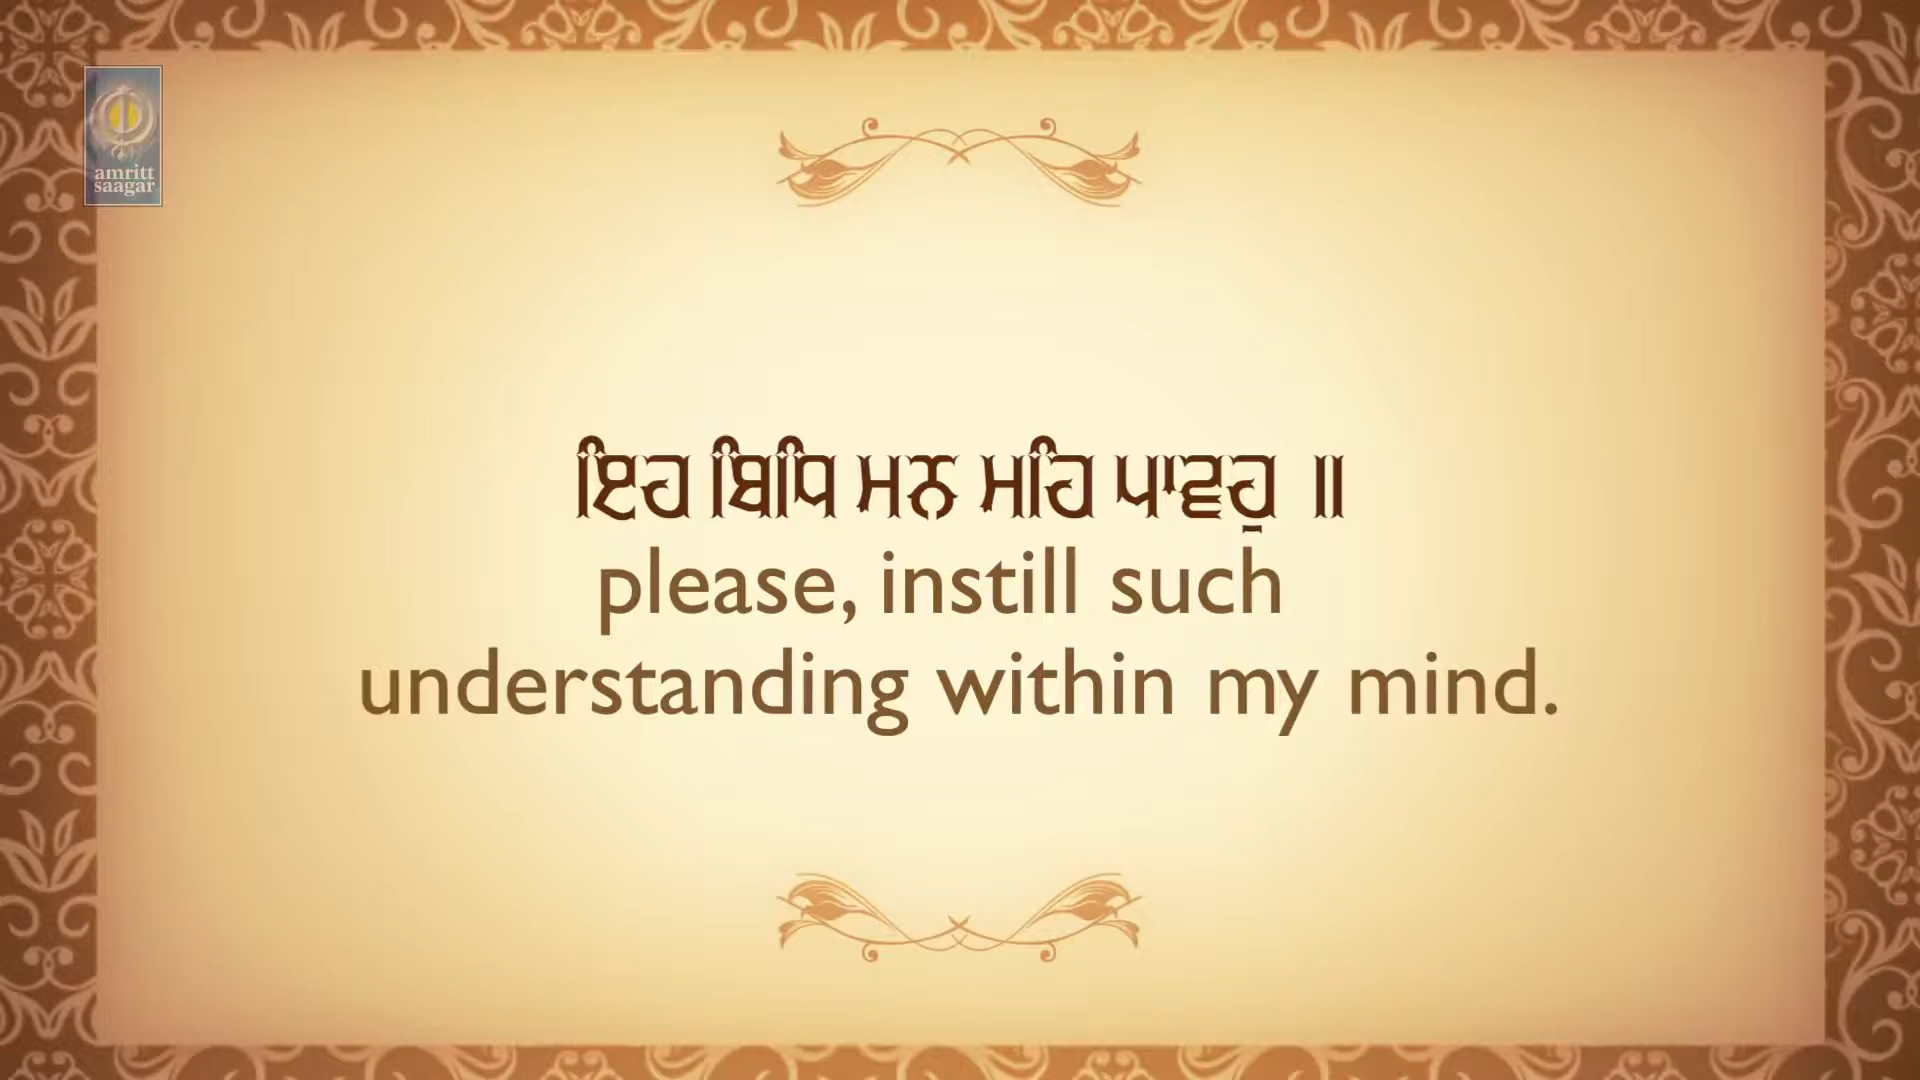 amritt
saagar
ਇਹ ਬਿਧਿ ਮਨ ਮਹਿ ਪਾਵਹੁ ॥
please, instill such
understanding within my mind.